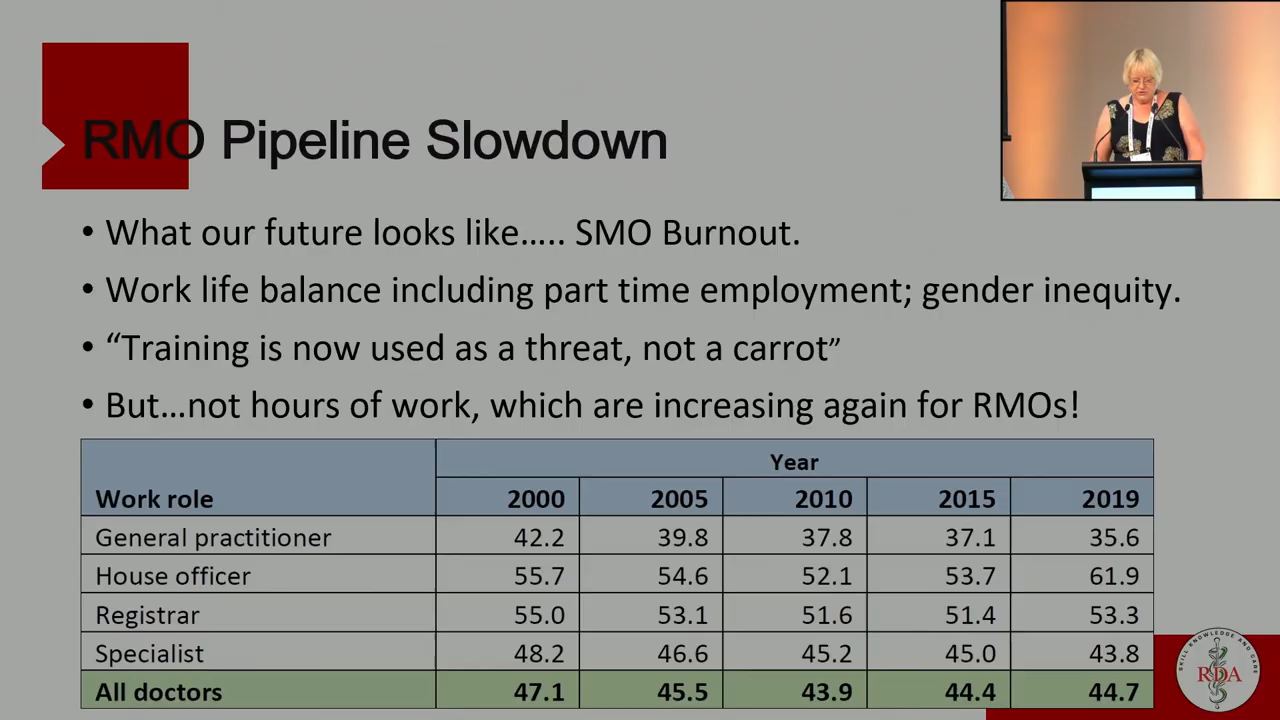 RMO Pipeline Slowdown
• What our future looks like..... SMO Burnout.
• Work life balance including part time employment; gender inequity.
• “Training is now used as a threat, not a carrot”
• But...not hours of work, which are increasing again for RMOs!
Year
Work role 2000 2005 2010 2015 2019
General practitioner 42.2 39.8 37.8 37.1 35.6
House officer 55.7 54.6 52.1 53.7 61.9
Registrar 55.0 53.1 51.6 51.4 53.3
Specialist 48.2 46.6 45.2 45.0 43.8
All doctors 47.1 45.5 43.9 44.4 44.7
SKILL KNOWLEDGE AND CARE
RDA